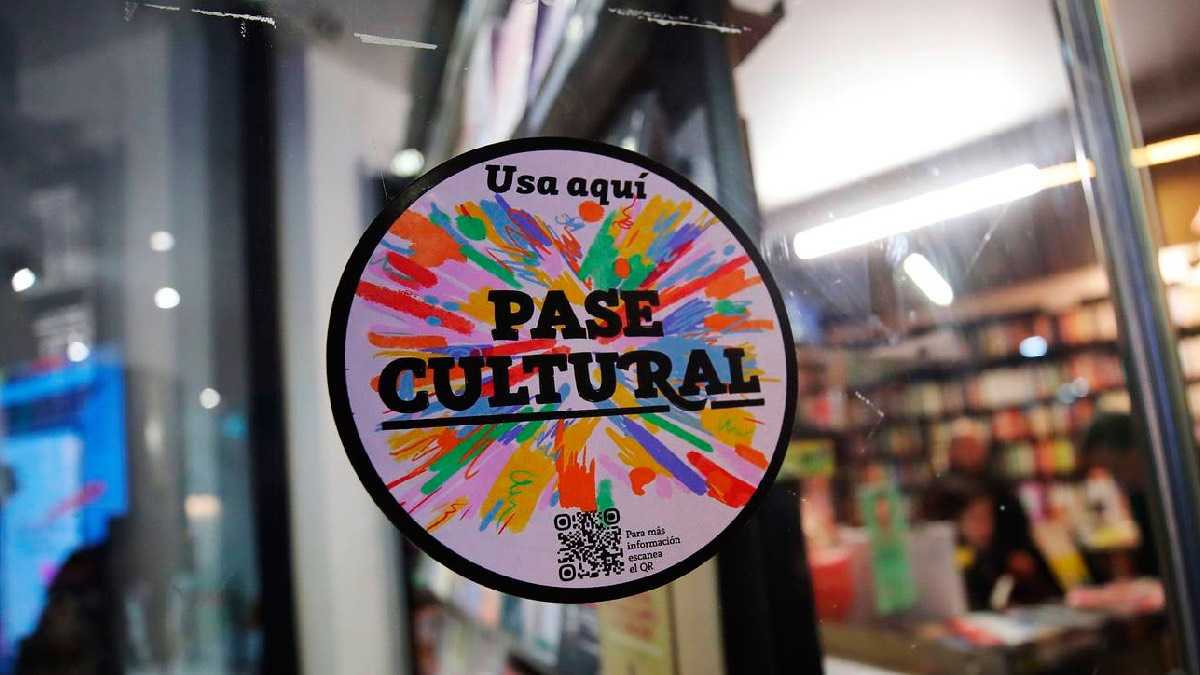 Usa aquí
PASE
CULTURAL
Para más
información
escanea
el QR